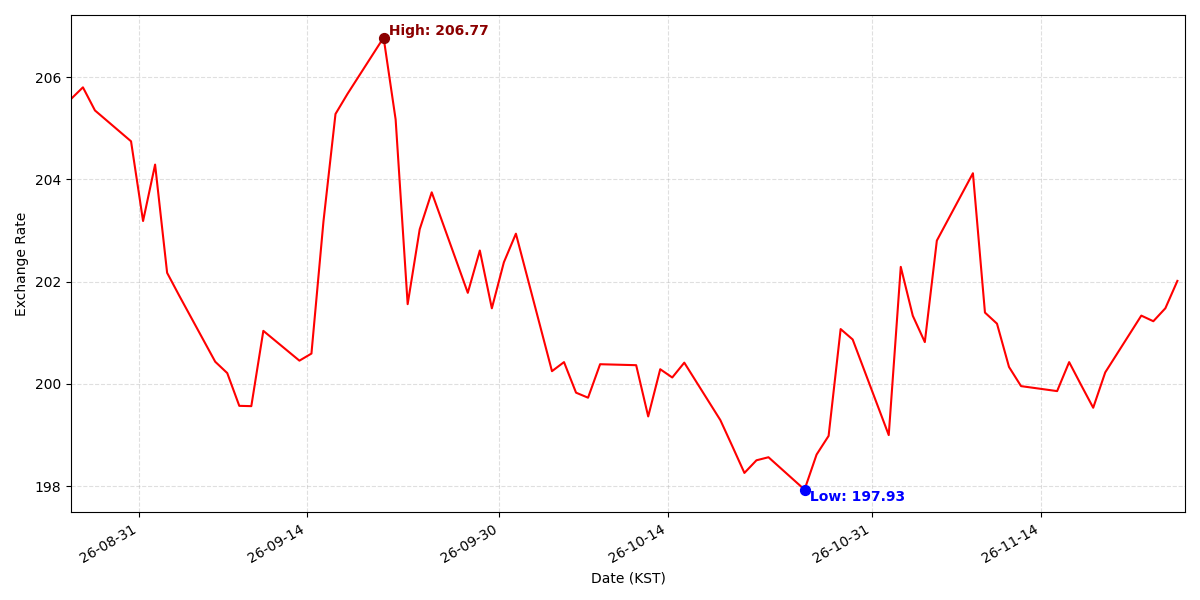 High: 206.77
206
204
202
200
198
Exchange Rate
Low: 197.93
26-08-31
26-09-14
26-09-30
26-10-14
26-10-31
26-11-14
Date (KST)